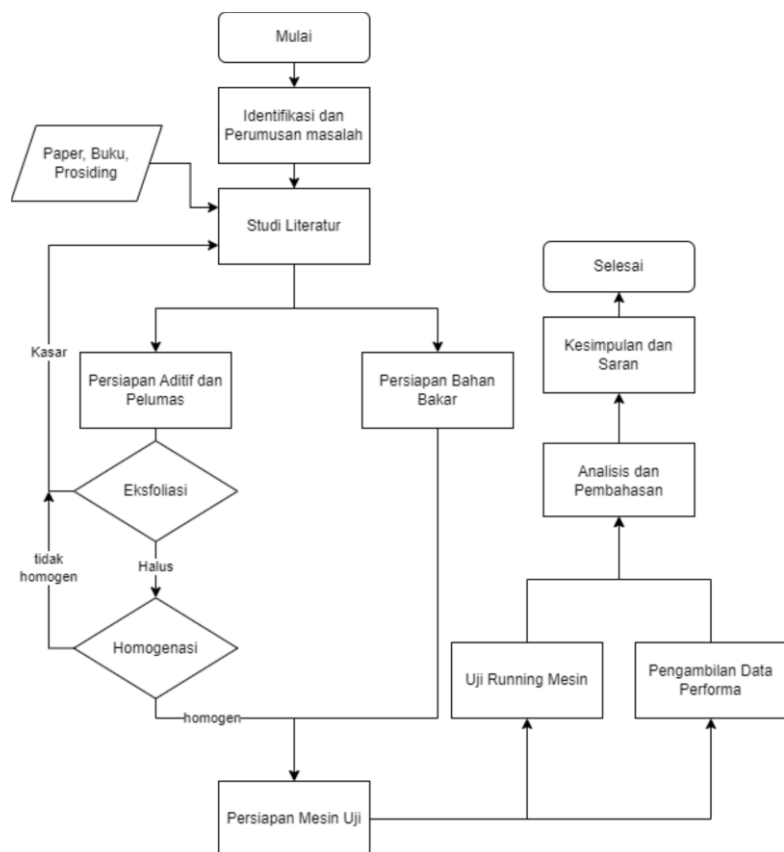 Mulai
Identifikasi dan
Perumusan masalah
Paper, Buku,
Prosiding
Studi Literatur
Kasar
Persiapan Aditif dan
Pelumas
Persiapan Bahan
Bakar
Eksfoliasi
Halus
tidak
homogen
Homogenasi
homogen
Persiapan Mesin Uji
Selesai
Kesimpulan dan
Saran
Analisis dan
Pembahasan
Uji Running Mesin
Pengambilan Data
Performa